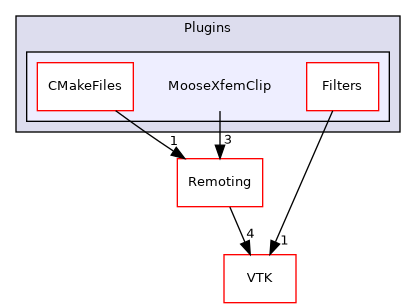 Plugins
CMakeFiles
MooseXfemClip
Filters
1
3
Remoting
4
1
VTK